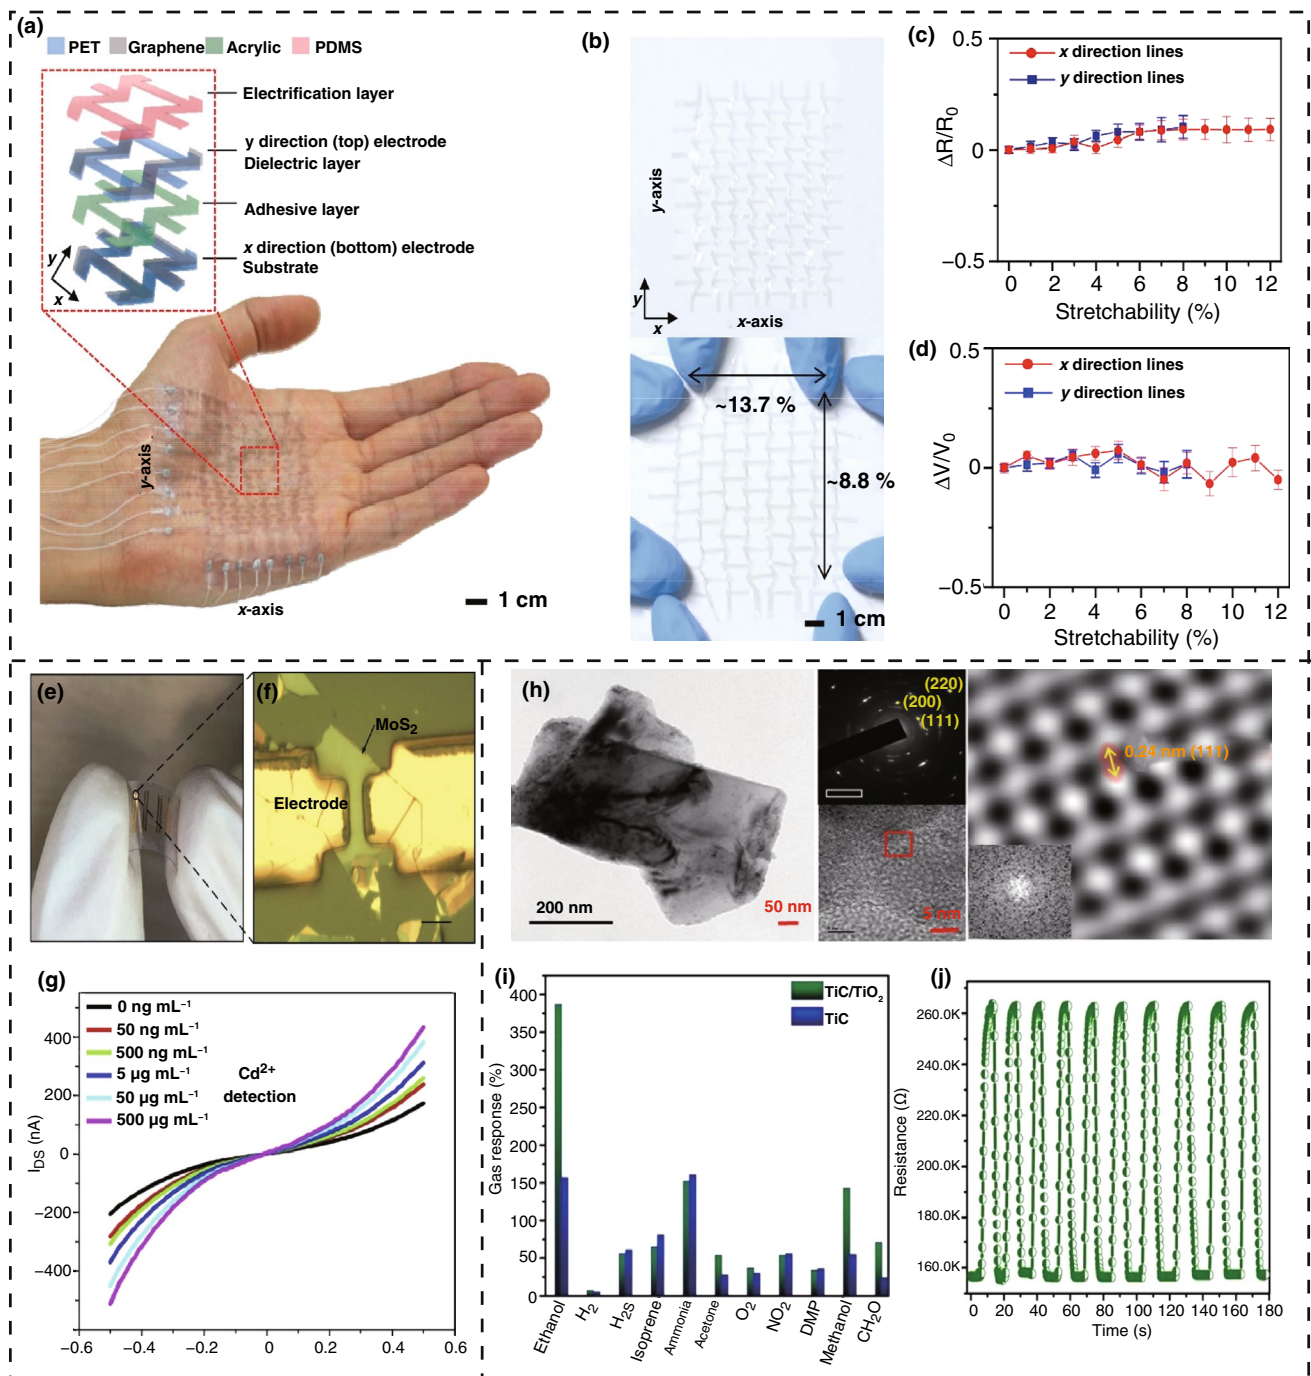 (a)
PET Graphene Acrylic PDMS
Electrification layer
y direction (top) electrode
Dielectric layer
Adhesive layer
x direction (bottom) electrode
Substrate
y
x
y-axis
x-axis
1 cm
(b)
y-axis
y
x
x-axis
~13.7 %
~8.8 %
1 cm
(c)
0.5
x direction lines
y direction lines
ΔR/R0
0
−0.5
0 2 4 6 8 10 12
Stretchability (%)
(d)
0.5
x direction lines
y direction lines
ΔV/V0
0
−0.5
0 2 4 6 8 10 12
Stretchability (%)
(e)
(f)
MoS2
Electrode
(g)
0 ng mL−1
50 ng mL−1
500 ng mL−1
5 µg mL−1
50 µg mL−1
500 µg mL−1
Cd2+
detection
IDS (nA)
400
200
0
−200
−400
−0.6 −0.4 −0.2 0 0.2 0.4 0.6
(h)
200 nm
50 nm
(220)
(200)
(111)
5 nm
0.24 nm (111)
(i)
TiC/TiO2
TiC
Gas response (%)
400
350
300
250
200
150
100
50
0
Ethanol
H2
H2S
Isoprene
Ammonia
Acetone
O2
NO2
DMP
Methanol
CH2O
(j)
Resistance (Ω)
260.0K
240.0K
220.0K
200.0K
180.0K
160.0K
0 20 40 60 80 100 120 140 160 180
Time (s)